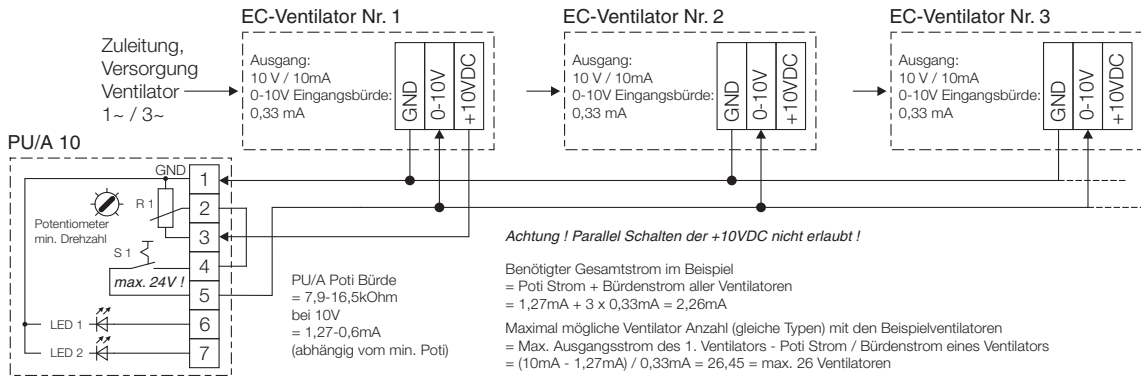 EC-Ventilator Nr. 1
EC-Ventilator Nr. 2
EC-Ventilator Nr. 3
Zuleitung,
Versorgung
Ventilator
1~ / 3~
Ausgang:
10 V / 10mA
0-10V Eingangsbürde:
0,33 mA
GND
0-10V
+10VDC
Ausgang:
10 V / 10mA
0-10V Eingangsbürde:
0,33 mA
GND
0-10V
+10VDC
Ausgang:
10 V / 10mA
0-10V Eingangsbürde:
0,33 mA
GND
0-10V
+10VDC
PU/A 10
GND
1
R 1
2
Potentiometer
min. Drehzahl
3
S 1
4
max. 24V !
5
LED 1
6
LED 2
7
PU/A Poti Bürde
= 7,9-16,5kOhm
bei 10V
= 1,27-0,6mA
(abhängig vom min. Poti)
Achtung ! Parallel Schalten der +10VDC nicht erlaubt !
Benötigter Gesamtstrom im Beispiel
= Poti Strom + Bürdenstrom aller Ventilatoren
= 1,27mA + 3 x 0,33mA = 2,26mA
Maximal mögliche Ventilator Anzahl (gleiche Typen) mit den Beispielventilatoren
= Max. Ausgangsstrom des 1. Ventilators - Poti Strom / Bürdenstrom eines Ventilators
= (10mA - 1,27mA) / 0,33mA = 26,45 = max. 26 Ventilatoren